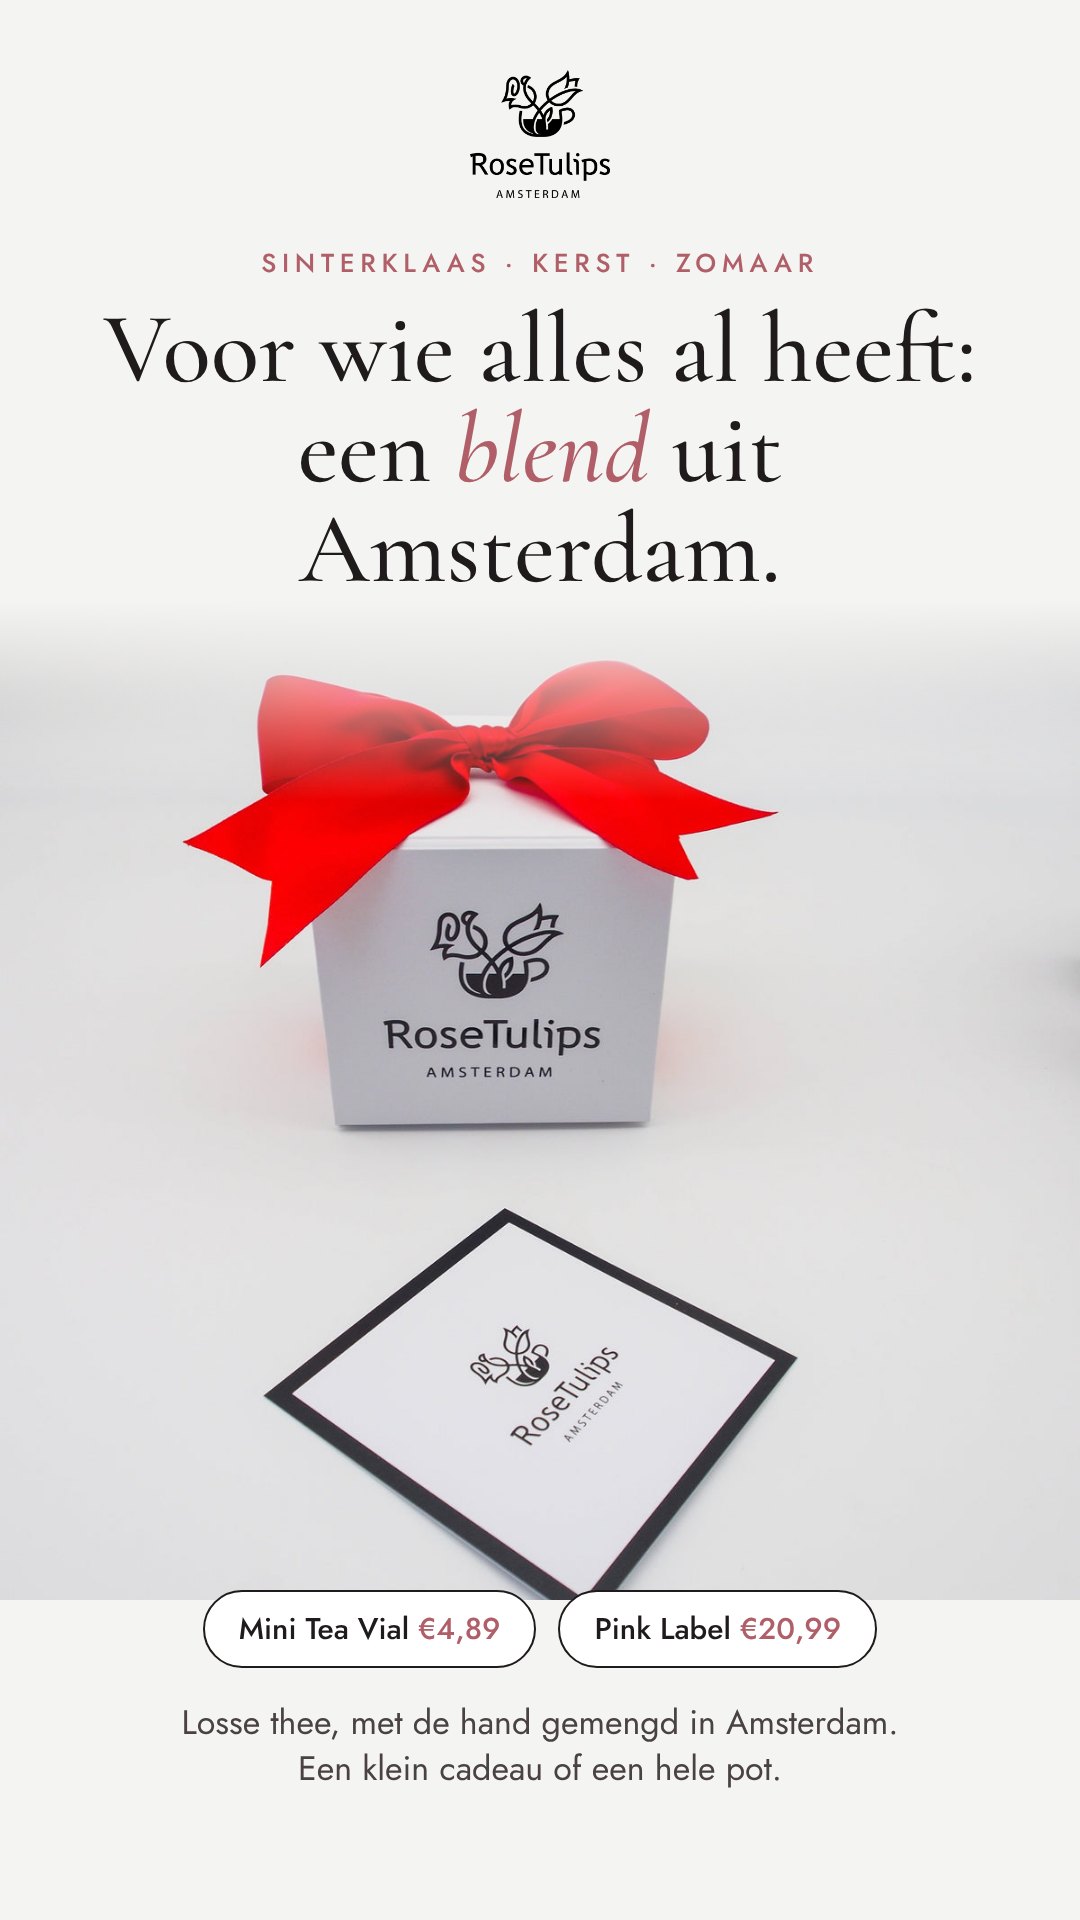 RoseTulips
AMSTERDAM
SINTERKLAAS · KERST · ZOMAAR
Voor wie alles al heeft:
een blend uit
Amsterdam.
RoseTulips
AMSTERDAM
RoseTulips
AMSTERDAM
Mini Tea Vial €4,89
Pink Label €20,99
Losse thee, met de hand gemengd in Amsterdam.
Een klein cadeau of een hele pot.